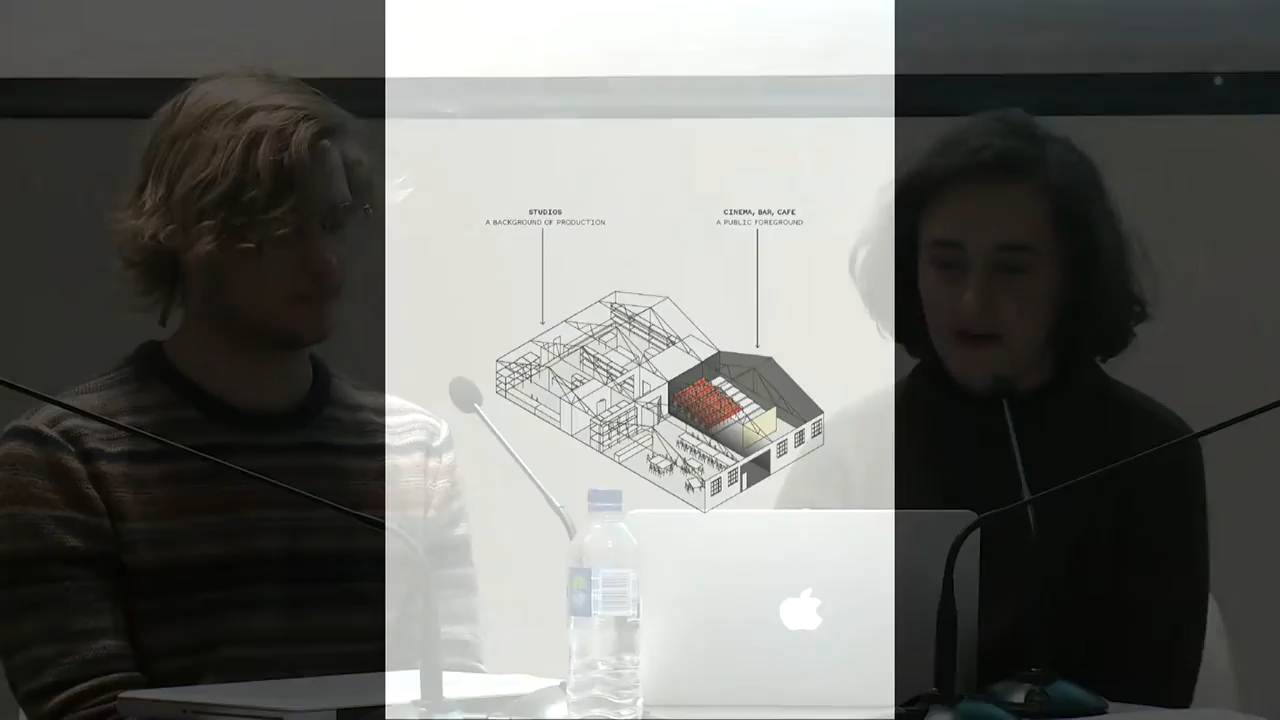 STUDIOS
A BACKGROUND OF PRODUCTION
CINEMA, BAR, CAFE
A PUBLIC FOREGROUND